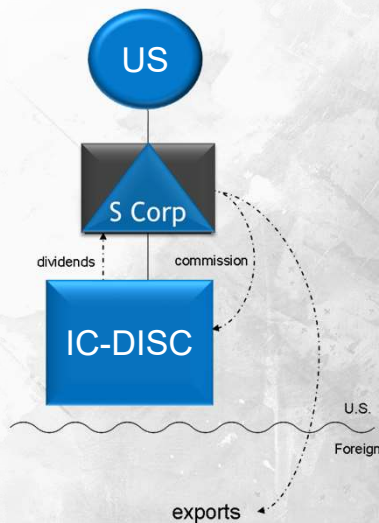 US
S Corp
dividends
commission
IC-DISC
U.S.
Foreign
exports